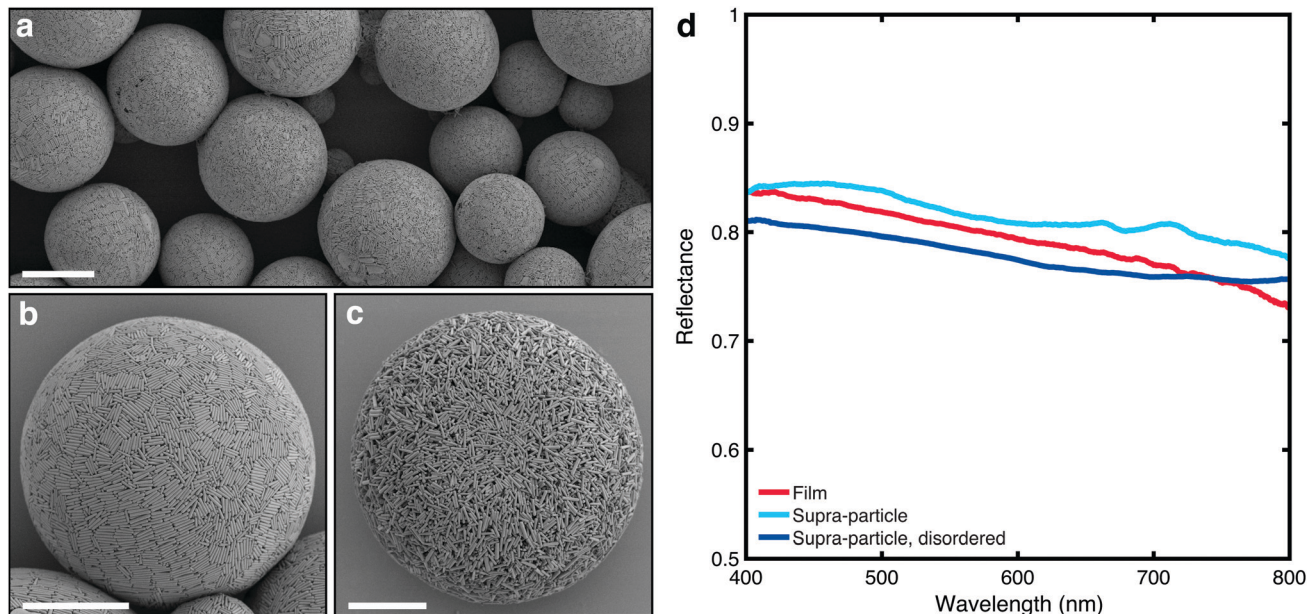 a
b
c
d
1
0.9
0.8
0.7
0.6
0.5
400
500
600
700
800
Reflectance
Wavelength (nm)
Film
Supra-particle
Supra-particle, disordered